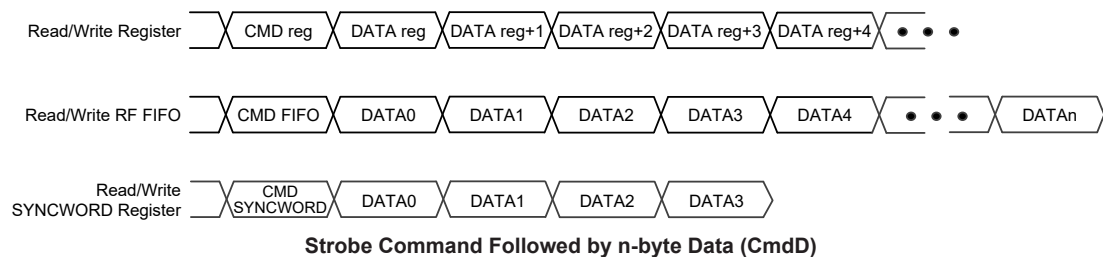 Read/Write Register CMD reg DATA reg DATA reg+1 DATA reg+2 DATA reg+3 DATA reg+4 • • •
Read/Write RF FIFO CMD FIFO DATA0 DATA1 DATA2 DATA3 DATA4 • • • DATAn
Read/Write
SYNCWORD Register CMD
SYNCWORD DATA0 DATA1 DATA2 DATA3
Strobe Command Followed by n-byte Data (CmdD)